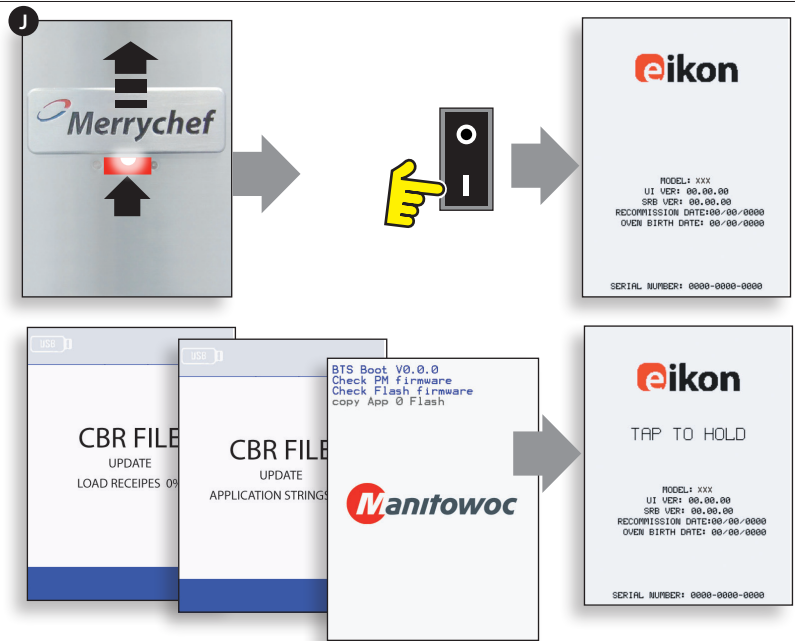 J
Merrychef
eikon
MODEL: XXX
UI VER: 00.00.00
SRB VER: 00.00.00
RECOMMISSION DATE:00/00/0000
OVEN BIRTH DATE: 00/00/0000
SERIAL NUMBER: 0000-0000-0000
USB
CBR FILE
UPDATE
LOAD RECEIPES 0%
USB
CBR FILE
UPDATE
APPLICATION STRINGS
BTS Boot V0.0.0
Check PM firmware
Check Flash firmware
copy App 0 Flash
Manitowoc
eikon
TAP TO HOLD
MODEL: XXX
UI VER: 00.00.00
SRB VER: 00.00.00
RECOMMISSION DATE:00/00/0000
OVEN BIRTH DATE: 00/00/0000
SERIAL NUMBER: 0000-0000-0000